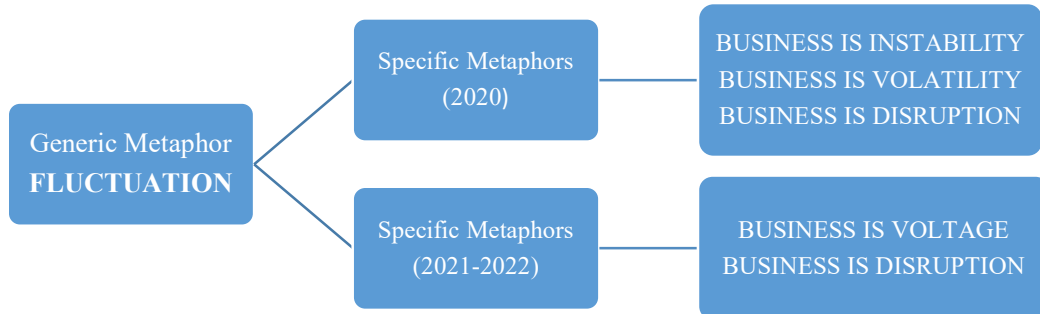 Generic Metaphor
FLUCTUATION
Specific Metaphors
(2020)
BUSINESS IS INSTABILITY
BUSINESS IS VOLATILITY
BUSINESS IS DISRUPTION
Specific Metaphors
(2021-2022)
BUSINESS IS VOLTAGE
BUSINESS IS DISRUPTION